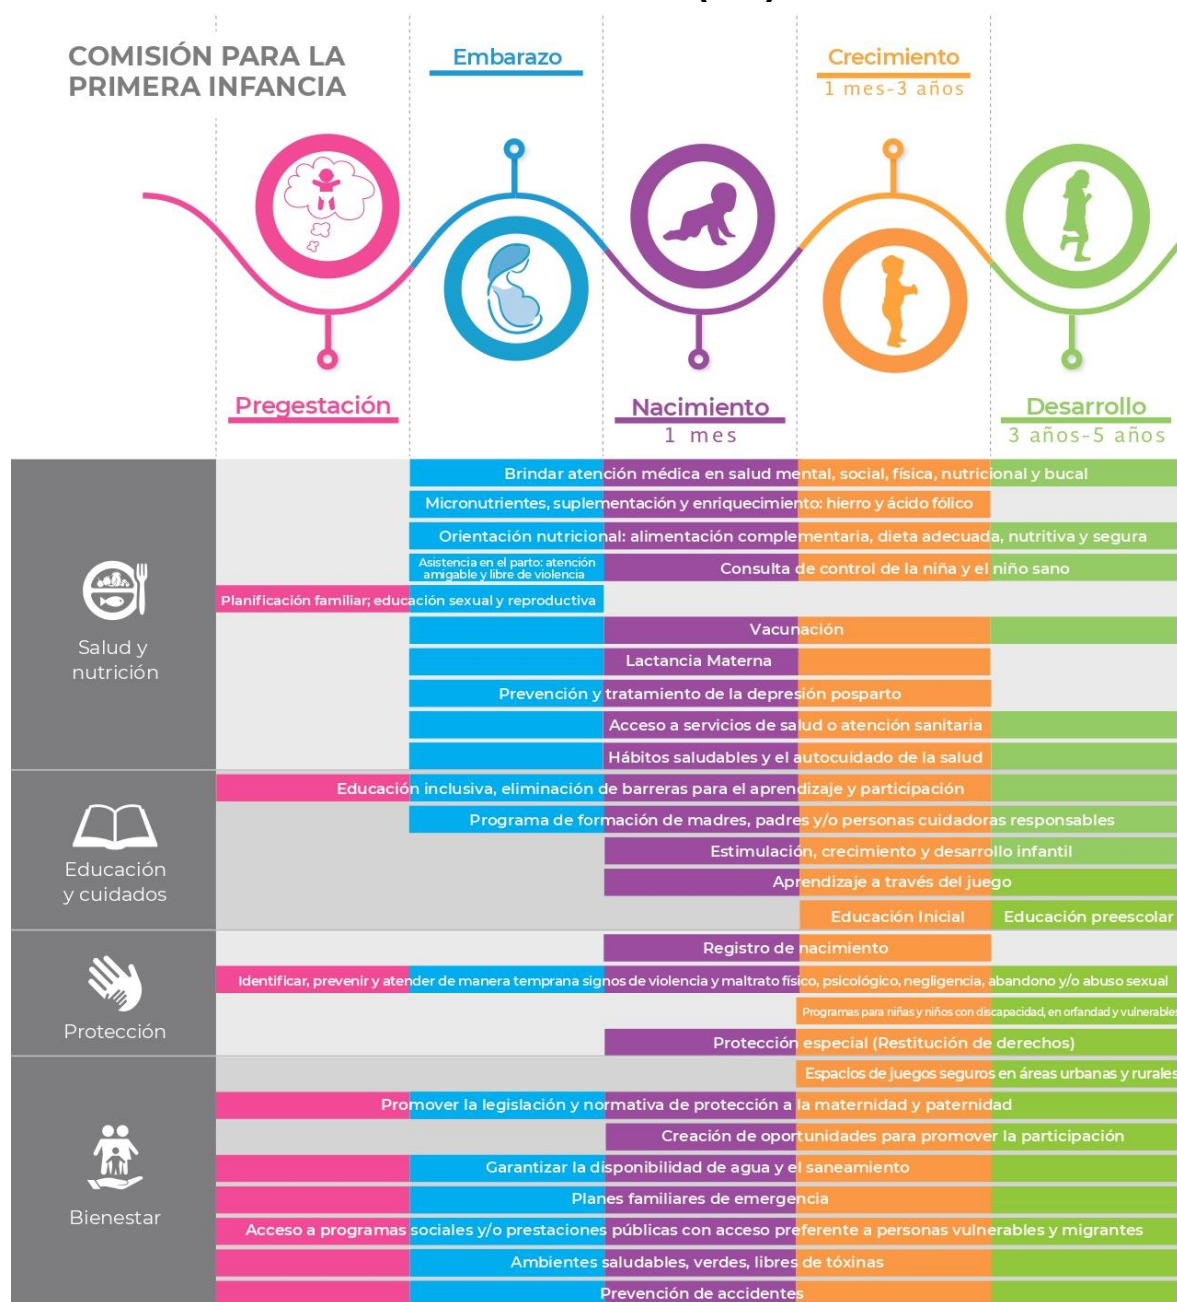 COMISIÓN PARA LA
PRIMERA INFANCIA
Embarazo
Crecimiento
1 mes-3 años
Pregestación
Nacimiento
1 mes
Desarrollo
3 años-5 años
Salud y
nutrición
Brindar atención médica en salud mental, social, física, nutricional y bucal
Micronutrientes, suplementación y enriquecimiento: hierro y ácido fólico
Orientación nutricional: alimentación complementaria, dieta adecuada, nutritiva y segura
Asistencia en el parto: atención
amigable y libre de violencia
Consulta de control de la niña y el niño sano
Planificación familiar; educación sexual y reproductiva
Vacunación
Lactancia Materna
Prevención y tratamiento de la depresión posparto
Acceso a servicios de salud o atención sanitaria
Hábitos saludables y el autocuidado de la salud
Educación
y cuidados
Educación inclusiva, eliminación de barreras para el aprendizaje y participación
Programa de formación de madres, padres y/o personas cuidadoras responsables
Estimulación, crecimiento y desarrollo infantil
Aprendizaje a través del juego
Educación Inicial
Educación preescolar
Protección
Registro de nacimiento
Identificar, prevenir y atender de manera temprana signos de violencia y maltrato físico, psicológico, negligencia, abandono y/o abuso sexual
Programas para niñas y niños con discapacidad, en orfandad y vulnerables
Protección especial (Restitución de derechos)
Bienestar
Espacios de juegos seguros en áreas urbanas y rurales
Promover la legislación y normativa de protección a la maternidad y paternidad
Creación de oportunidades para promover la participación
Garantizar la disponibilidad de agua y el saneamiento
Planes familiares de emergencia
Acceso a programas sociales y/o prestaciones públicas con acceso preferente a personas vulnerables y migrantes
Ambientes saludables, verdes, libres de tóxinas
Prevención de accidentes